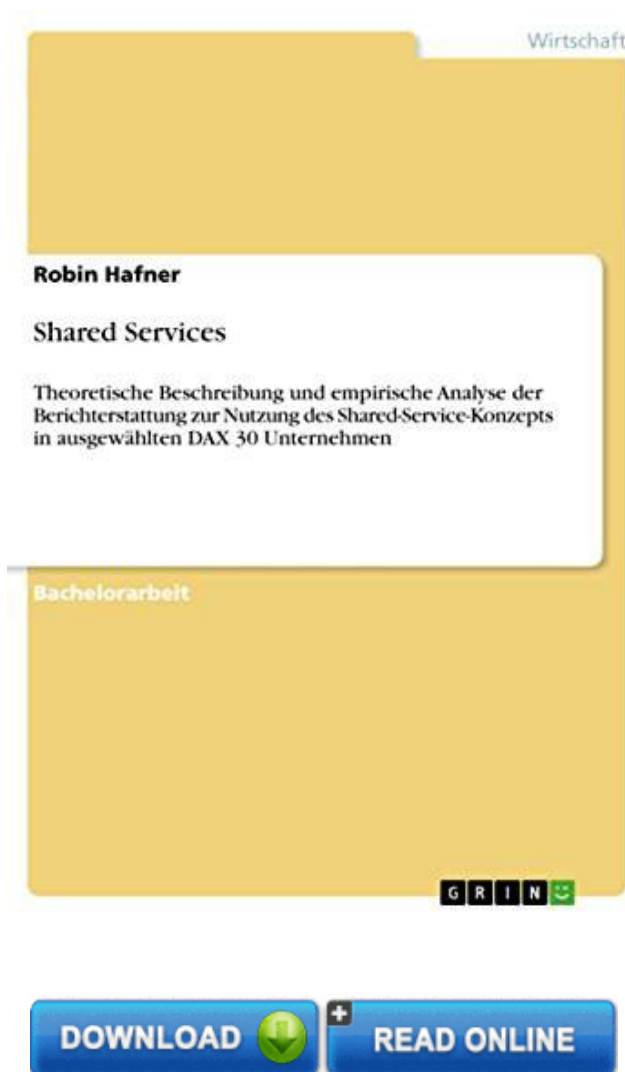 Wirtschaft
Robin Hafner
Shared Services
Theoretische Beschreibung und empirische Analyse der
Berichterstattung zur Nutzung des Shared-Service-Konzepts
in ausgewählten DAX 30 Unternehmen
Bachelorarbeit
GRIN
DOWNLOAD
READ ONLINE